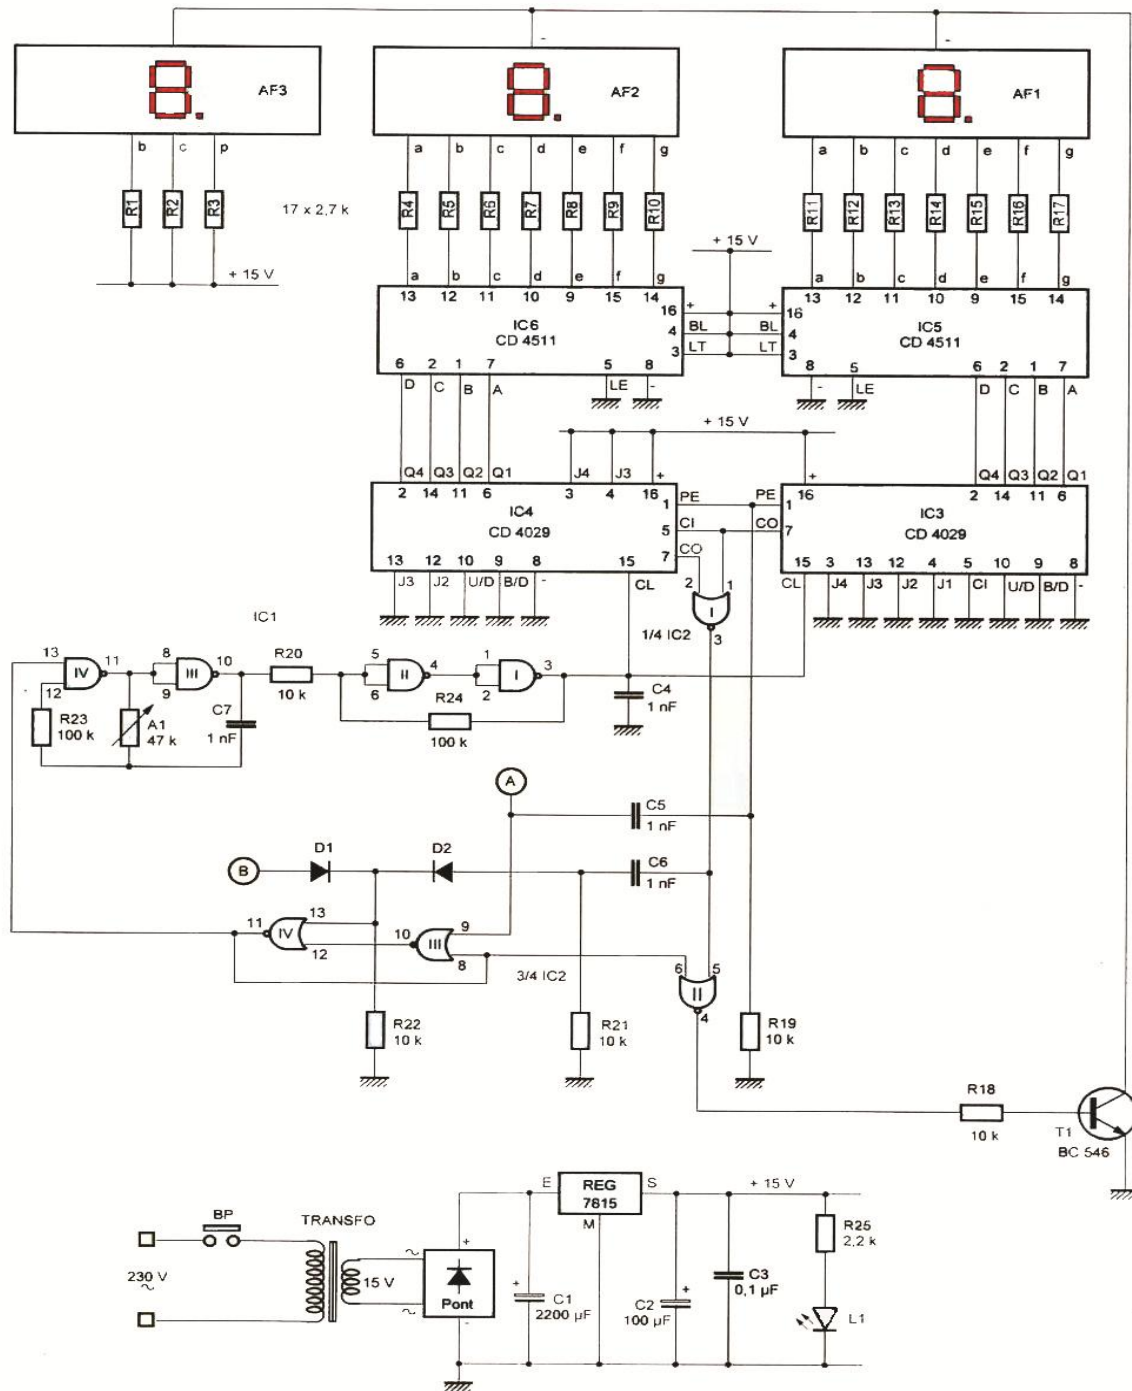 AF3
AF2
AF1
-
-
b c p
a b c d e f g
a b c d e f g
R1 R2 R3
17 x 2,7 k
R4 R5 R6 R7 R8 R9 R10
R11 R12 R13 R14 R15 R16 R17
+ 15 V
+ 15 V
a b c d e f g
a b c d e f g
13 12 11 10 9 15 14
13 12 11 10 9 15 14
IC6
CD 4511
16 + + 16
4 BL BL 4
3 LT LT 3
IC5
CD 4511
6 2 1 7 5 8
8 5 6 2 1 7
D C B A LE -
- LE D C B A
+ 15 V
Q4 Q3 Q2 Q1 J4 J3 +
+ Q4 Q3 Q2 Q1
2 14 11 6 3 4 16
16 2 14 11 6
IC4
CD 4029
1 PE PE 1
5 CI CO 7
7 CO
IC3
CD 4029
13 12 10 9 8 15
15 3 13 12 4 5 10 9 8
J3 J2 U/D B/D - CL
CL J4 J3 J2 J1 CI U/D B/D -
2 1
I
3
1/4 IC2
IC1
13
12
IV
11
8
9
III
10
R20
10 k
5
6
II
4
1
2
I
3
R23
100 k
A1
47 k
C7
1 nF
R24
100 k
C4
1 nF
A
C5
1 nF
B
D1
D2
C6
1 nF
11
IV
13
12
10
III
9
8
3/4 IC2
6 5
II
4
R22
10 k
R21
10 k
R19
10 k
R18
10 k
T1
BC 546
BP
TRANSFO
230 V
~
15 V
~
~
+
Pont
-
E
REG
7815
S
M
+ 15 V
+
C1
2200 µF
C2
100 µF
+
C3
0,1 µF
R25
2,2 k
L1